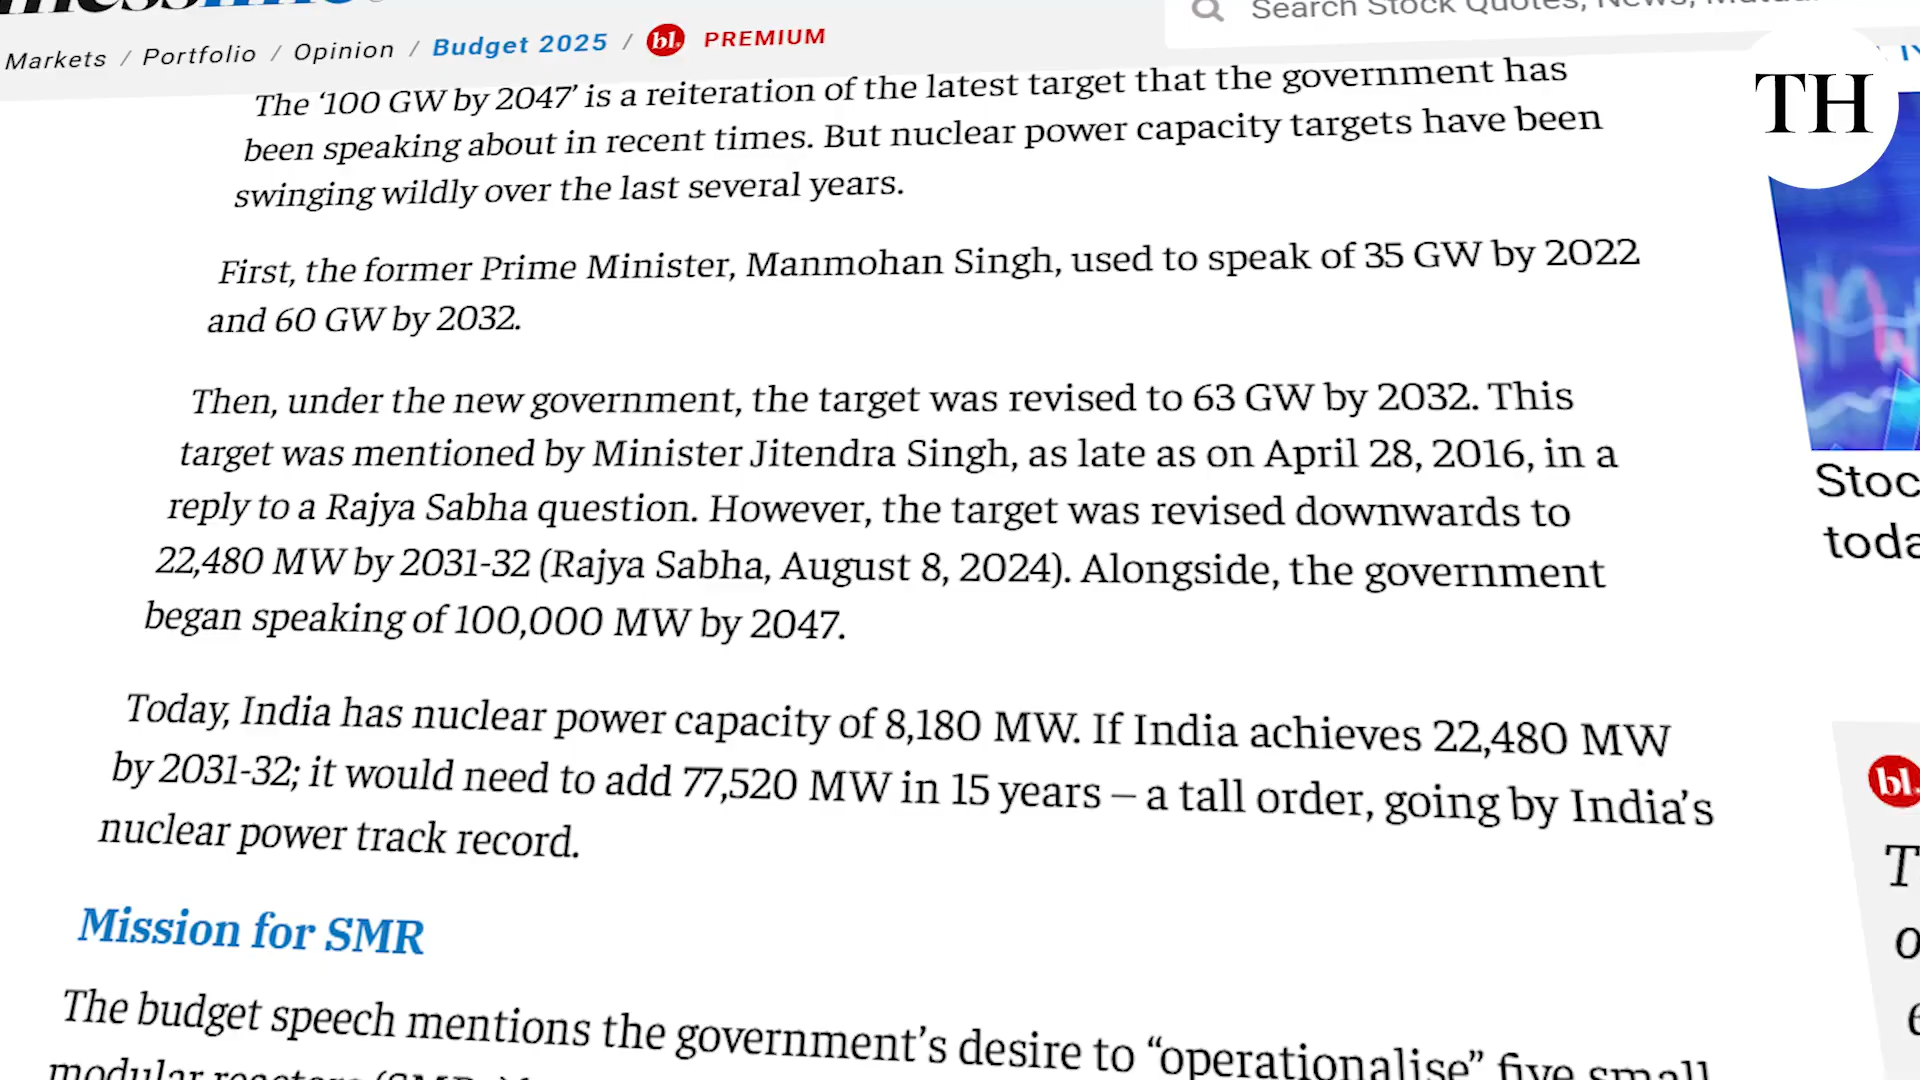 Search Stock Quotes, News,
Markets / Portfolio / Opinion / Budget 2025 / bl. PREMIUM
TH
The ‘100 GW by 2047’ is a reiteration of the latest target that the government has
been speaking about in recent times. But nuclear power capacity targets have been
swinging wildly over the last several years.
First, the former Prime Minister, Manmohan Singh, used to speak of 35 GW by 2022
and 60 GW by 2032.
Then, under the new government, the target was revised to 63 GW by 2032. This
target was mentioned by Minister Jitendra Singh, as late as on April 28, 2016, in a
reply to a Rajya Sabha question. However, the target was revised downwards to
22,480 MW by 2031-32 (Rajya Sabha, August 8, 2024). Alongside, the government
began speaking of 100,000 MW by 2047.
Today, India has nuclear power capacity of 8,180 MW. If India achieves 22,480 MW
by 2031-32; it would need to add 77,520 MW in 15 years – a tall order, going by India’s
nuclear power track record.
Mission for SMR
The budget speech mentions the government’s desire to “operationalise” five small
modular reactors
Stoc
toda
bl.